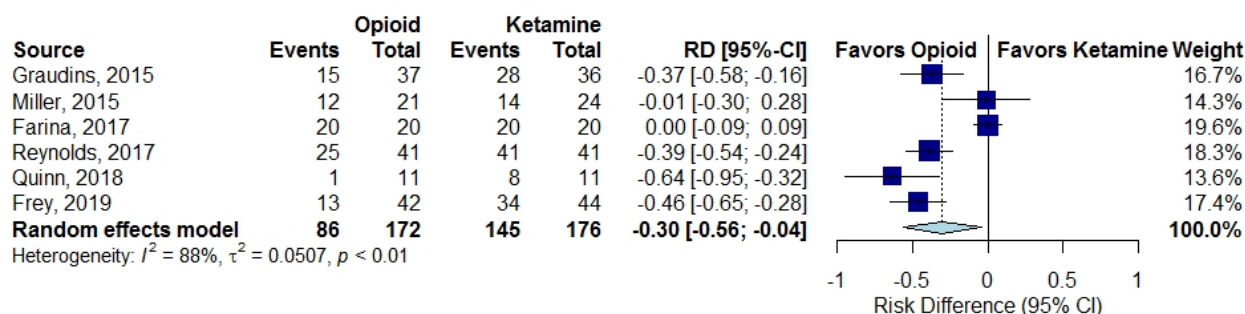 Opioid Ketamine
Source Events Total Events Total RD [95%-CI] Favors Opioid Favors Ketamine Weight
Graudins, 2015 15 37 28 36 -0.37 [-0.58; -0.16] 16.7%
Miller, 2015 12 21 14 24 -0.01 [-0.30; 0.28] 14.3%
Farina, 2017 20 20 20 20 0.00 [-0.09; 0.09] 19.6%
Reynolds, 2017 25 41 41 41 -0.39 [-0.54; -0.24] 18.3%
Quinn, 2018 1 11 8 11 -0.64 [-0.95; -0.32] 13.6%
Frey, 2019 13 42 34 44 -0.46 [-0.65; -0.28] 17.4%
Random effects model 86 172 145 176 -0.30 [-0.56; -0.04] 100.0%
Heterogeneity: I² = 88%, τ² = 0.0507, p < 0.01
-1 -0.5 0 0.5 1
Risk Difference (95% CI)